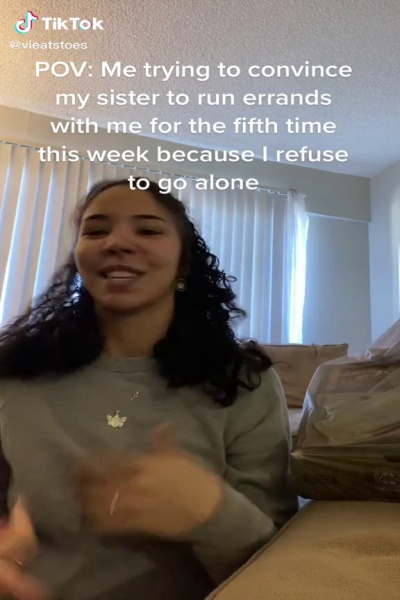 TikTok
@vieatstoes
POV: Me trying to convince
my sister to run errands
with me for the fifth time
this week because I refuse
to go alone